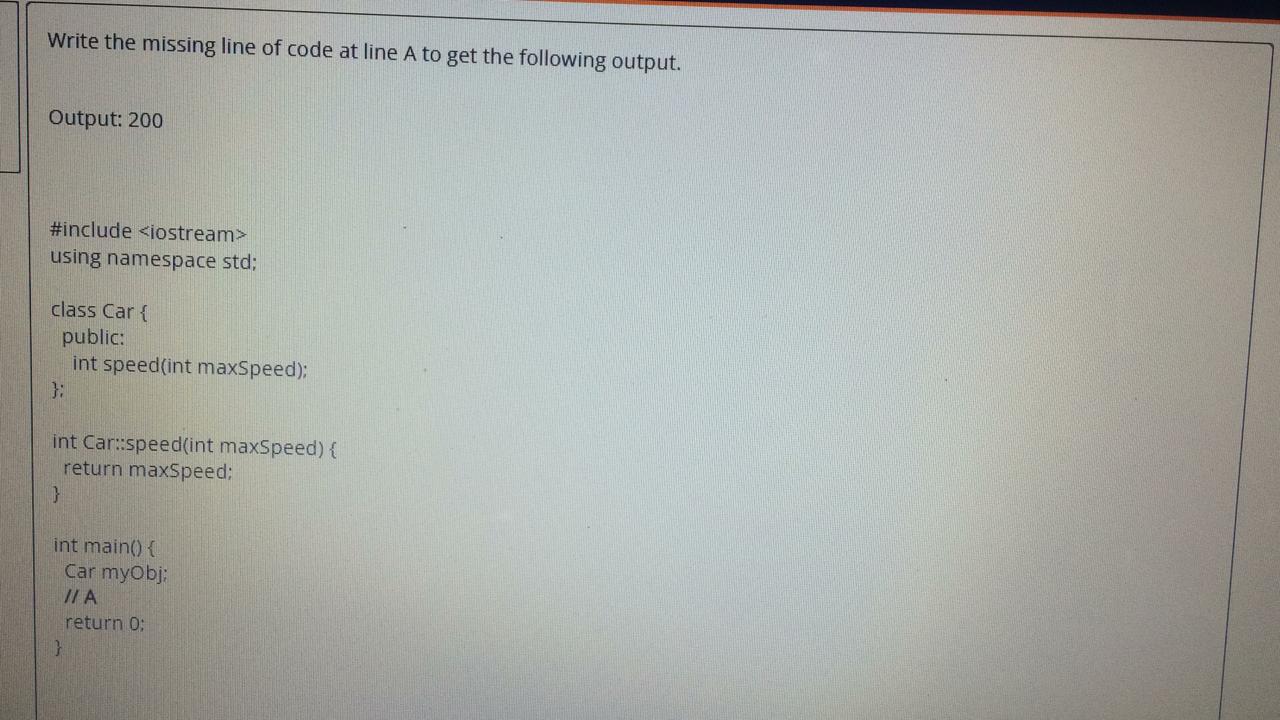 Write the missing line of code at line A to get the following output.
Output: 200
#include <iostream>
using namespace std;
class Car {
public:
int speed(int maxSpeed);
};
int Car::speed(int maxSpeed) {
return maxSpeed;
}
int main() {
Car myObj;
// A
return 0;
}